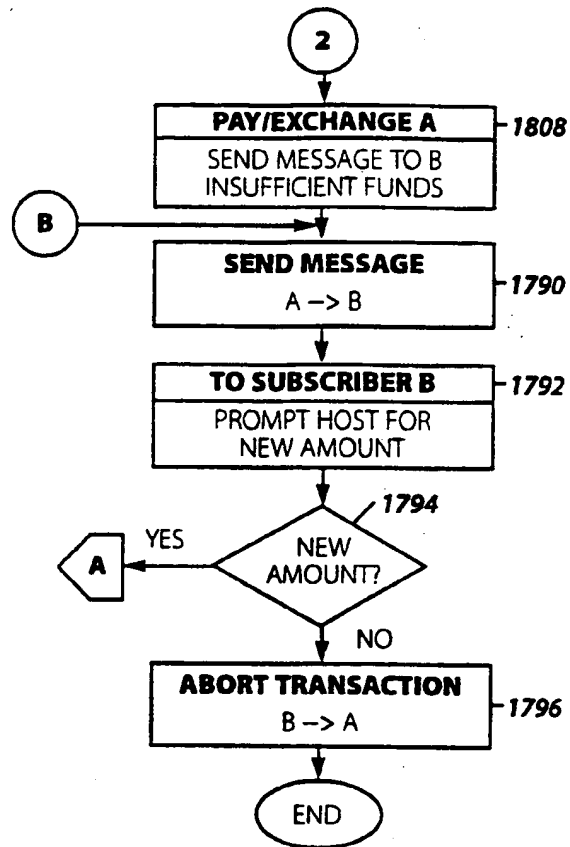 2
PAY/EXCHANGE A
1808
SEND MESSAGE TO B
INSUFFICIENT FUNDS
B
SEND MESSAGE
A -> B
1790
TO SUBSCRIBER B
1792
PROMPT HOST FOR
NEW AMOUNT
1794
A
YES
NEW
AMOUNT?
NO
ABORT TRANSACTION
B -> A
1796
END